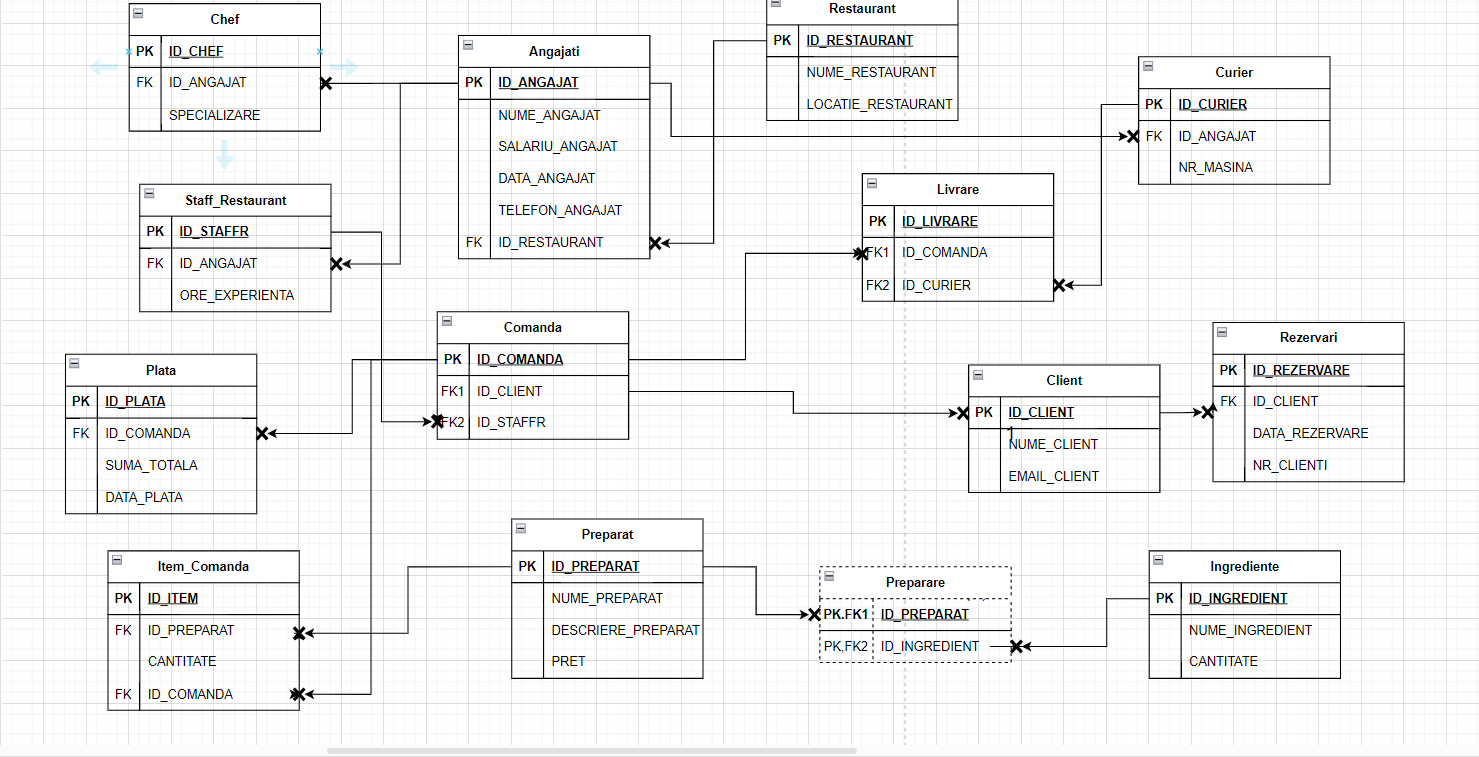 Chef
PK ID_CHEF
FK ID_ANGAJAT
SPECIALIZARE
Angajati
PK ID_ANGAJAT
NUME_ANGAJAT
SALARIU_ANGAJAT
DATA_ANGAJAT
TELEFON_ANGAJAT
FK ID_RESTAURANT
Restaurant
PK ID_RESTAURANT
NUME_RESTAURANT
LOCATIE_RESTAURANT
Curier
PK ID_CURIER
FK ID_ANGAJAT
NR_MASINA
Staff_Restaurant
PK ID_STAFFR
FK ID_ANGAJAT
ORE_EXPERIENTA
Livrare
PK ID_LIVRARE
FK1 ID_COMANDA
FK2 ID_CURIER
Comanda
PK ID_COMANDA
FK1 ID_CLIENT
FK2 ID_STAFFR
Plata
PK ID_PLATA
FK ID_COMANDA
SUMA_TOTALA
DATA_PLATA
Client
PK ID_CLIENT
1
NUME_CLIENT
EMAIL_CLIENT
Rezervari
PK ID_REZERVARE
FK ID_CLIENT
DATA_REZERVARE
NR_CLIENTI
Item_Comanda
PK ID_ITEM
FK ID_PREPARAT
CANTITATE
FK ID_COMANDA
Preparat
PK ID_PREPARAT
NUME_PREPARAT
DESCRIERE_PREPARAT
PRET
Preparare
PK.FK1 ID_PREPARAT
PK,FK2 ID_INGREDIENT
Ingrediente
PK ID_INGREDIENT
NUME_INGREDIENT
CANTITATE